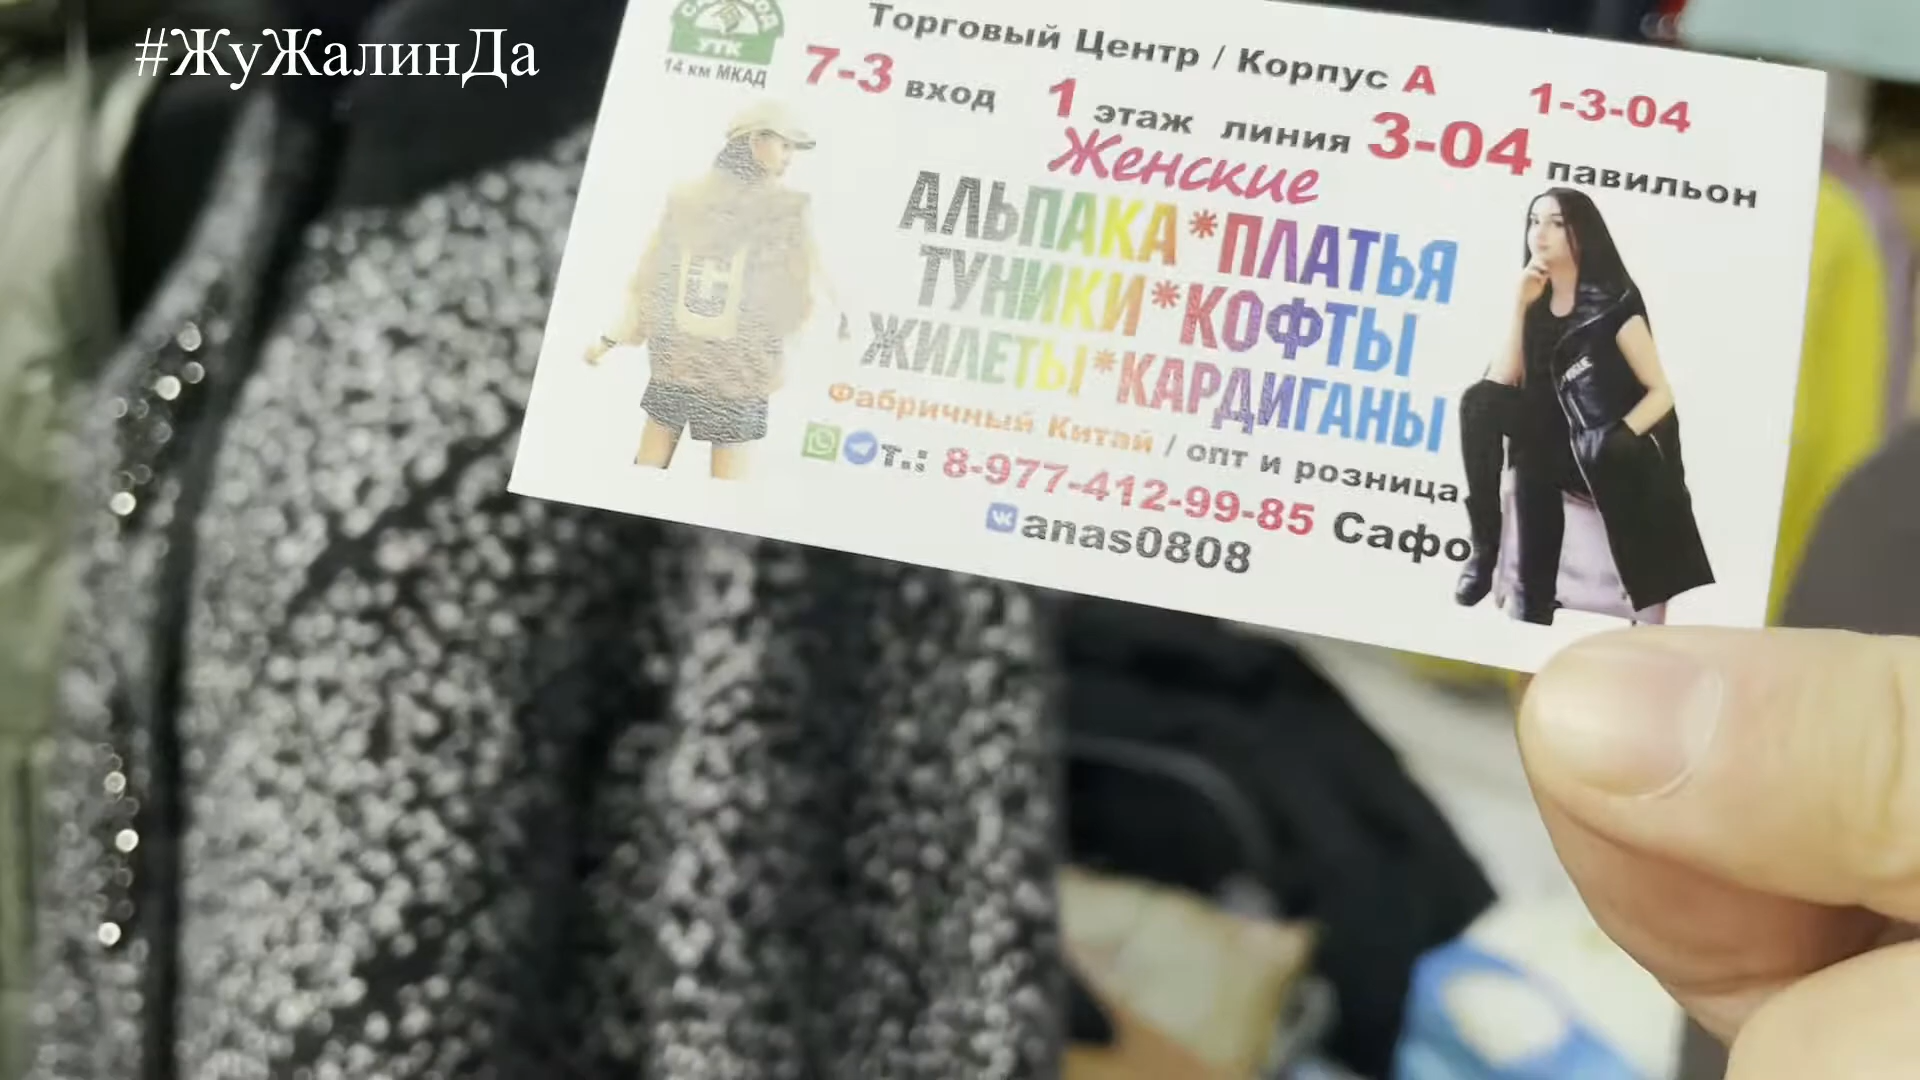 #ЖуЖалинДа
УТК
14 км МКАД
Торговый Центр / Корпус А
7-3 вход 1 этаж линия 3-04 павильон
1-3-04
Женские
АЛЬПАКА*ПЛАТЬЯ
ТУНИКИ*КОФТЫ
ЖИЛЕТЫ*КАРДИГАНЫ
Фабричный Китай / опт и розница
т.: 8-977-412-99-85 Сафо
anas0808